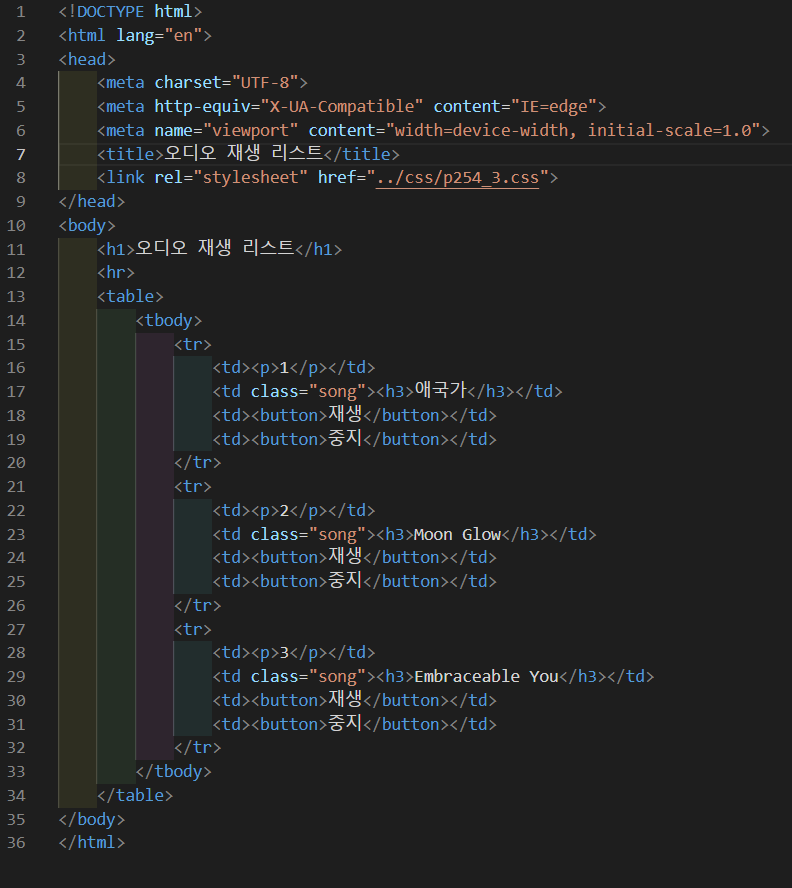 1 <!DOCTYPE html>
2 <html lang="en">
3 <head>
4     <meta charset="UTF-8">
5     <meta http-equiv="X-UA-Compatible" content="IE=edge">
6     <meta name="viewport" content="width=device-width, initial-scale=1.0">
7     <title>오디오 재생 리스트</title>
8     <link rel="stylesheet" href="../css/p254_3.css">
9 </head>
10 <body>
11     <h1>오디오 재생 리스트</h1>
12     <hr>
13     <table>
14         <tbody>
15             <tr>
16                 <td><p>1</p></td>
17                 <td class="song"><h3>애국가</h3></td>
18                 <td><button>재생</button></td>
19                 <td><button>중지</button></td>
20             </tr>
21             <tr>
22                 <td><p>2</p></td>
23                 <td class="song"><h3>Moon Glow</h3></td>
24                 <td><button>재생</button></td>
25                 <td><button>중지</button></td>
26             </tr>
27             <tr>
28                 <td><p>3</p></td>
29                 <td class="song"><h3>Embraceable You</h3></td>
30                 <td><button>재생</button></td>
31                 <td><button>중지</button></td>
32             </tr>
33         </tbody>
34     </table>
35 </body>
36 </html>